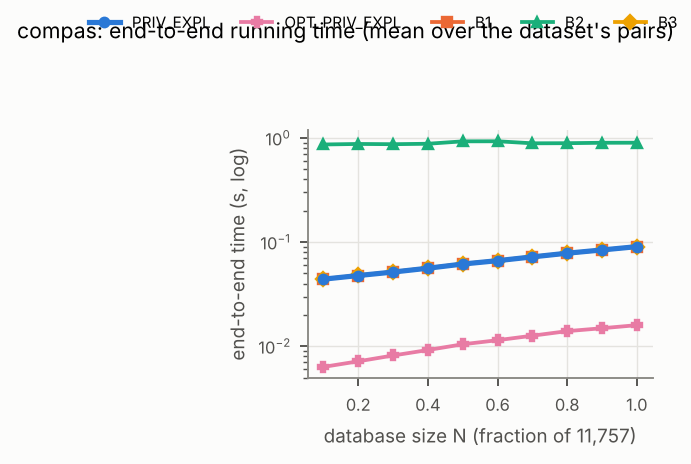 PRIV_EXPL OPT_PRIV_EXPL B1 B2 B3
compas: end-to-end running time (mean over the dataset's pairs)
end-to-end time (s, log)
10⁰
10⁻¹
10⁻²
0.2 0.4 0.6 0.8 1.0
database size N (fraction of 11,757)